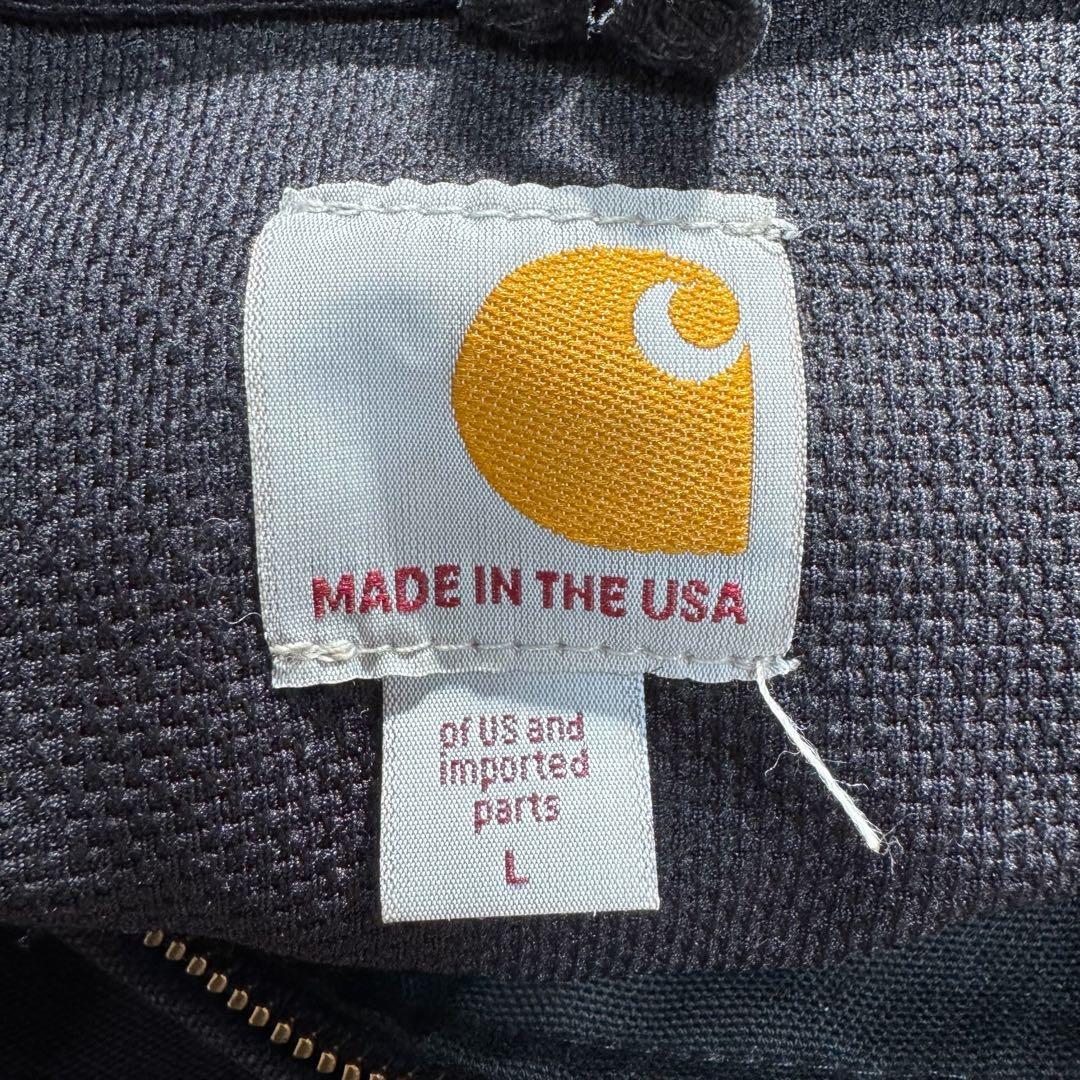 MADE IN THE USA
of US and
imported
parts
L